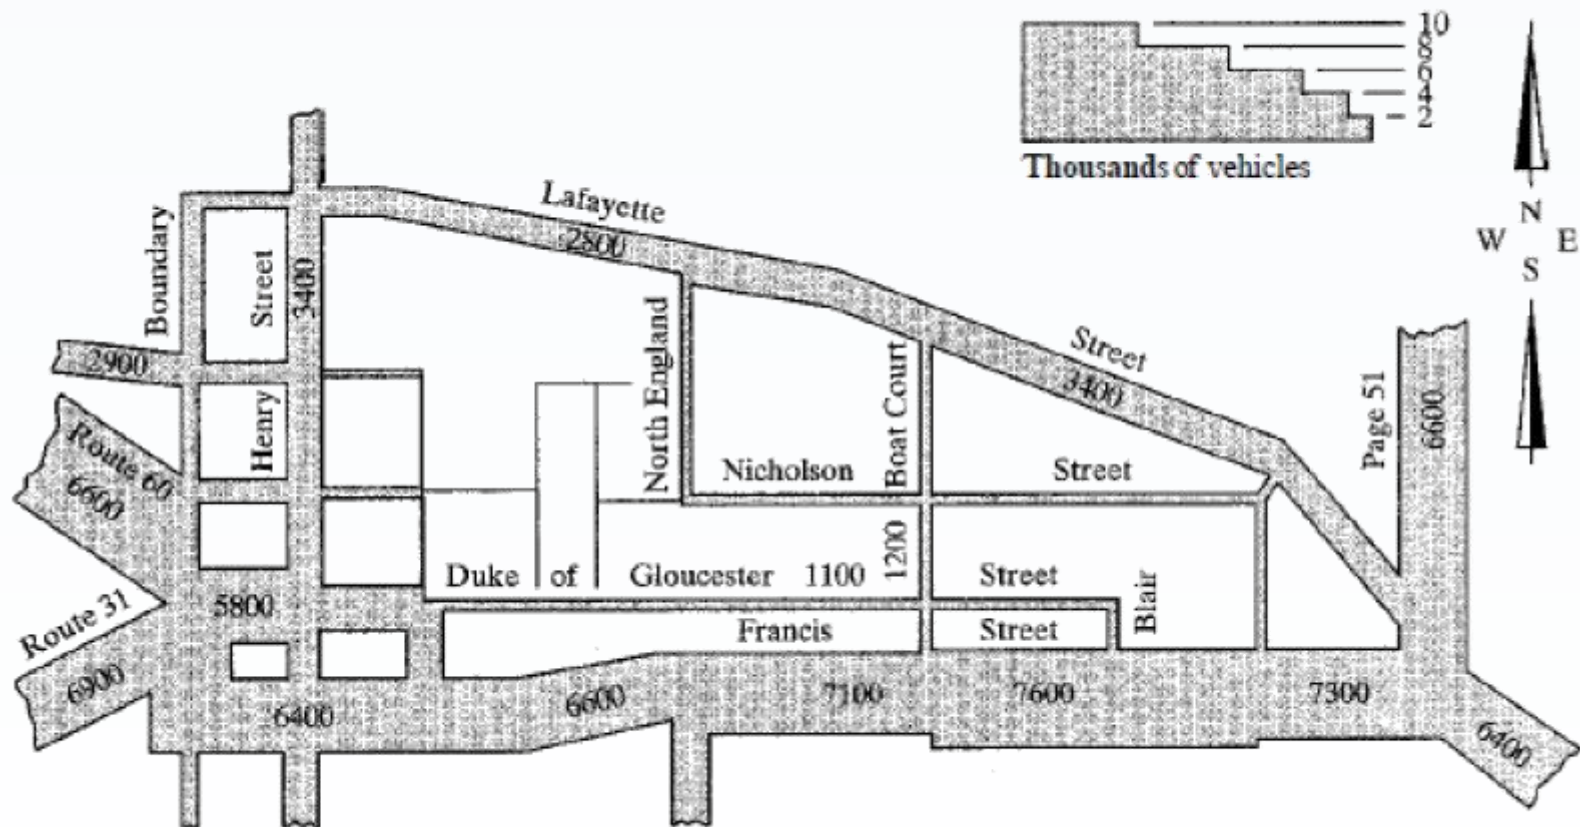 10
8
6
4
2
Thousands of vehicles
N
W E
S
Lafayette
2800
Boundary
Street
3400
2900
Henry
North England
Boat Court
Street
3400
Page 51
6600
Route 60
6600
Nicholson
Street
1200
Duke of Gloucester 1100
Street
Blair
Route 31
5800
Francis
Street
6900
6400
6600
7100
7600
7300
6400